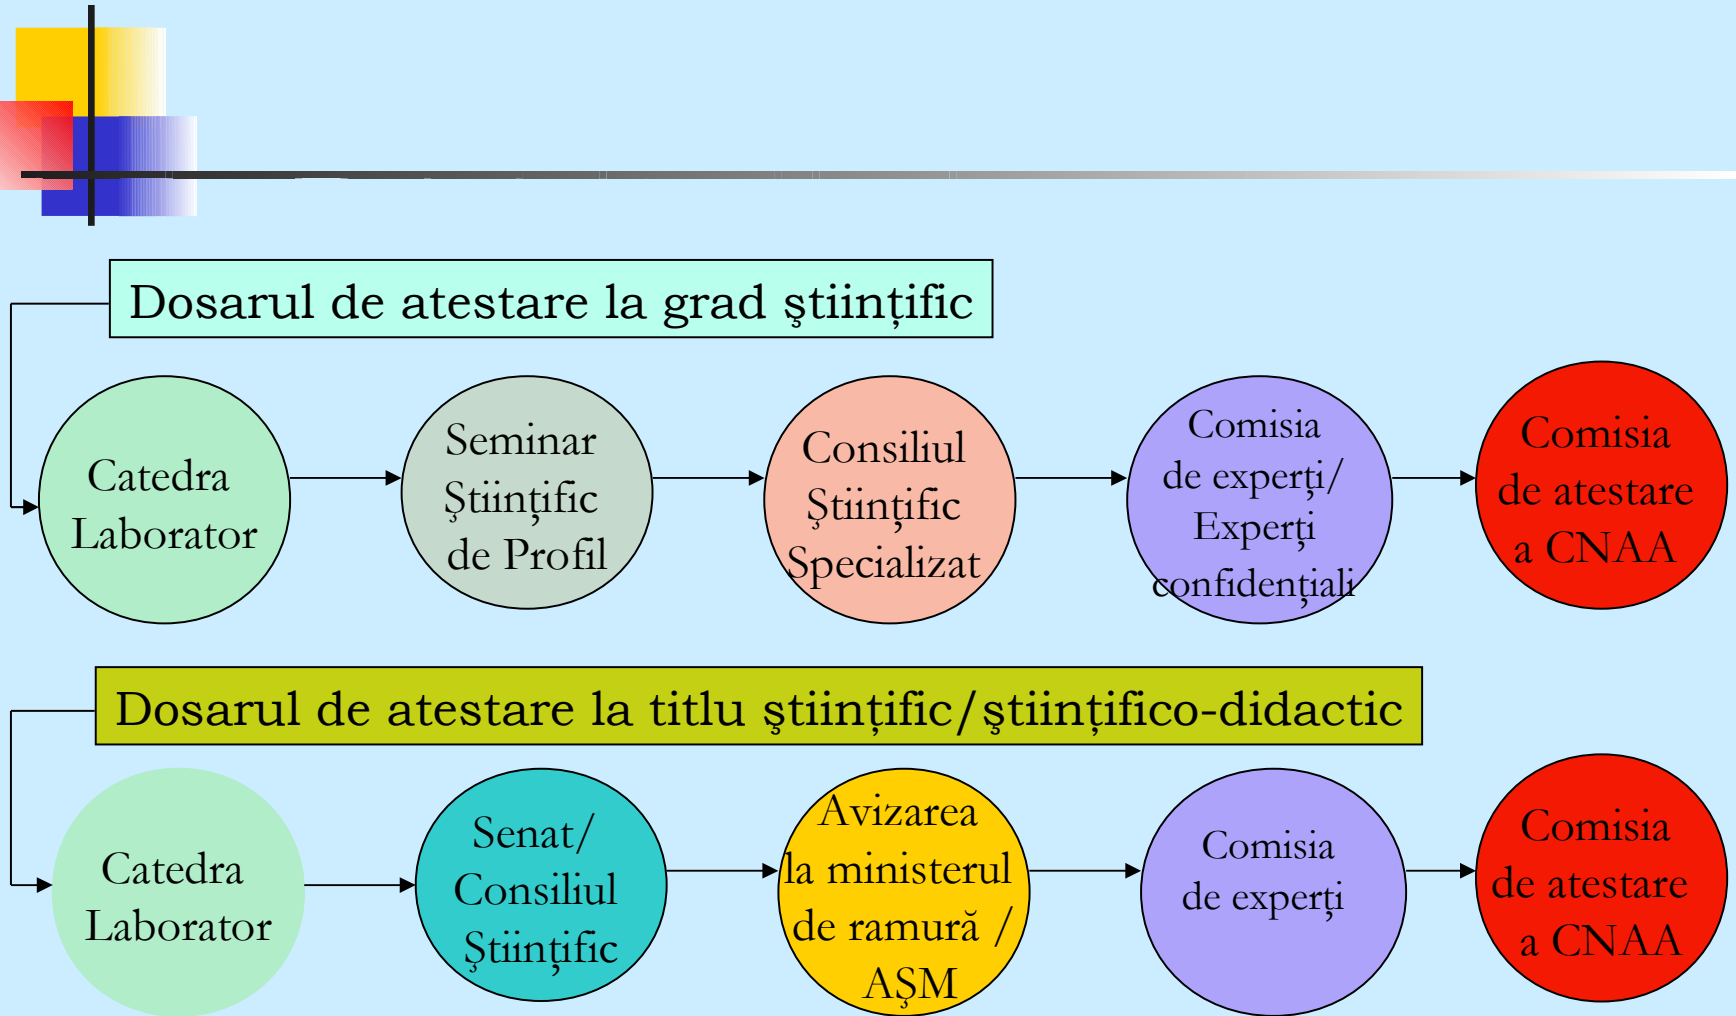 Dosarul de atestare la grad ştiinţific
Catedra
Laborator
Seminar
Ştiinţific
de Profil
Consiliul
Ştiinţific
Specializat
Comisia
de experţi/
Experţi
confidenţiali
Comisia
de atestare
a CNAA
Dosarul de atestare la titlu ştiinţific/ştiinţifico-didactic
Catedra
Laborator
Senat/
Consiliul
Ştiinţific
Avizarea
la ministerul
de ramură /
AŞM
Comisia
de experţi
Comisia
de atestare
a CNAA